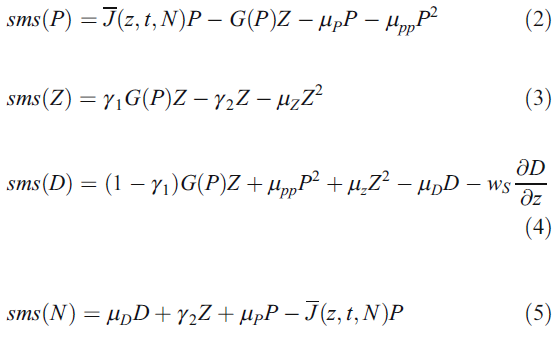 sms(P) = J̅(z, t, N)P − G(P)Z − μ_P P − μ_pp P² (2)
sms(Z) = γ₁G(P)Z − γ₂Z − μ_Z Z² (3)
sms(D) = (1 − γ₁)G(P)Z + μ_pp P² + μ_z Z² − μ_D D − w_S ∂D/∂z
(4)
sms(N) = μ_D D + γ₂Z + μ_P P − J̅(z, t, N)P (5)